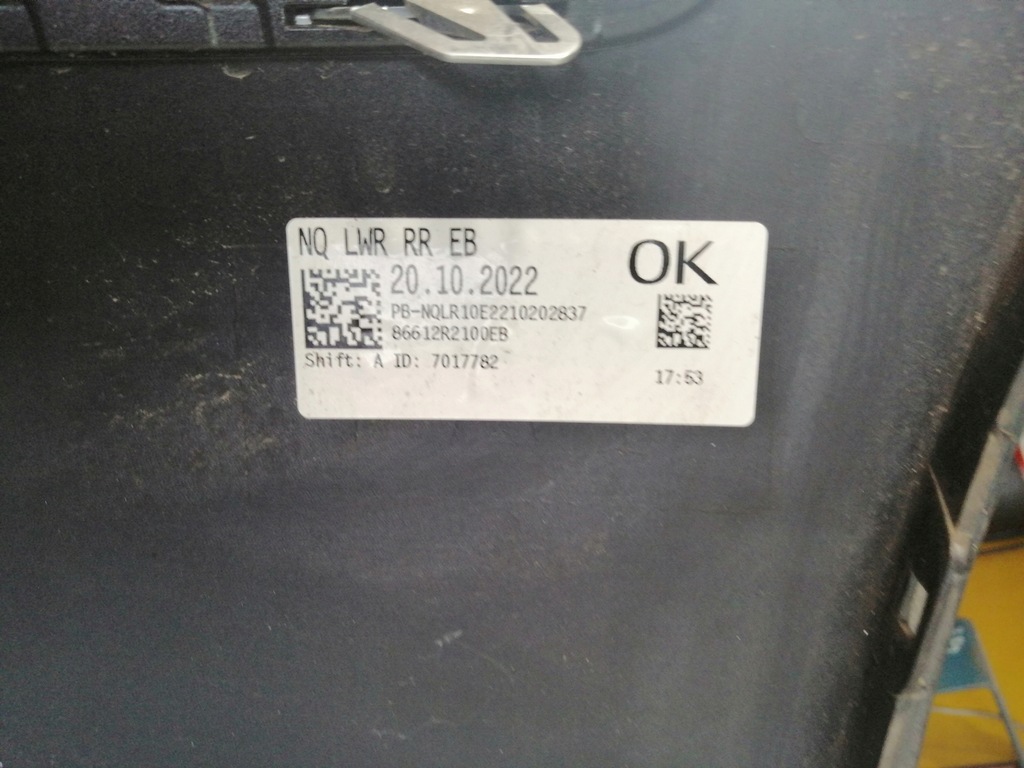 NQ LWR RR EB
OK
20.10.2022
PB-NQLR10E2210202837
86612R2100EB
Shift: A ID: 7017782
17:53